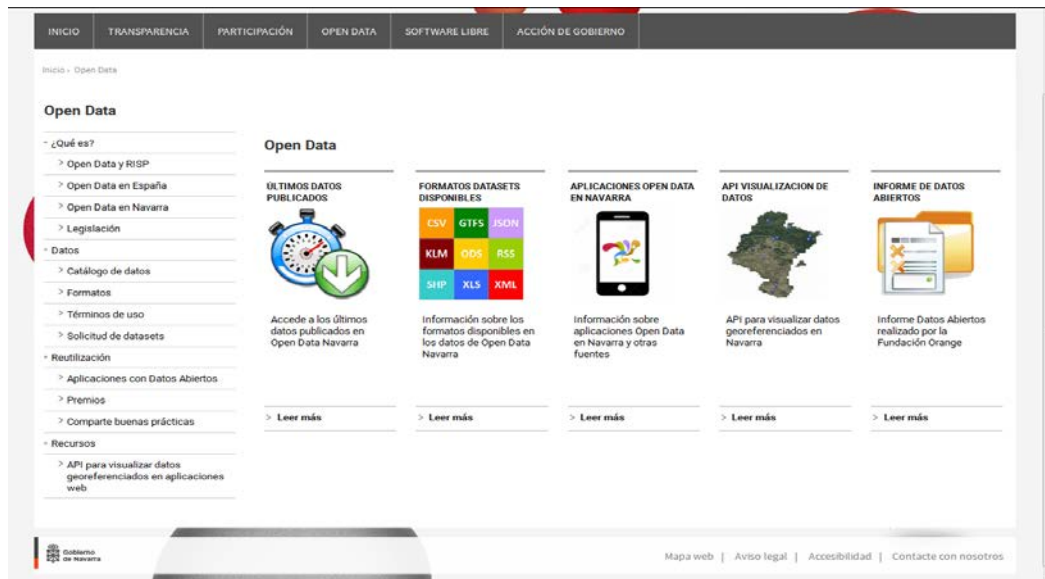 INICIO TRANSPARENCIA PARTICIPACIÓN OPEN DATA SOFTWARE LIBRE ACCIÓN DE GOBIERNO
Inicio › Open Data
Open Data
- ¿Qué es?
> Open Data y RISP
> Open Data en España
> Open Data en Navarra
> Legislación
- Datos
> Catálogo de datos
> Formatos
> Términos de uso
> Solicitud de datasets
- Reutilización
> Aplicaciones con Datos Abiertos
> Premios
> Comparte buenas prácticas
- Recursos
> API para visualizar datos
georeferenciados en aplicaciones
web
Open Data
ÚLTIMOS DATOS
PUBLICADOS
Accede a los últimos
datos publicados en
Open Data Navarra
> Leer más
FORMATOS DATASETS
DISPONIBLES
CSV GTFS JSON
KLM ODS RSS
SHP XLS XML
Información sobre los
formatos disponibles en
los datos de Open Data
Navarra
> Leer más
APLICACIONES OPEN DATA
EN NAVARRA
Información sobre
aplicaciones Open Data
en Navarra y otras
fuentes
> Leer más
API VISUALIZACION DE
DATOS
API para visualizar datos
georeferenciados en
Navarra
> Leer más
INFORME DE DATOS
ABIERTOS
Informe Datos Abiertos
realizado por la
Fundación Orange
> Leer más
Gobierno
de Navarra
Mapa web | Aviso legal | Accesibilidad | Contacte con nosotros